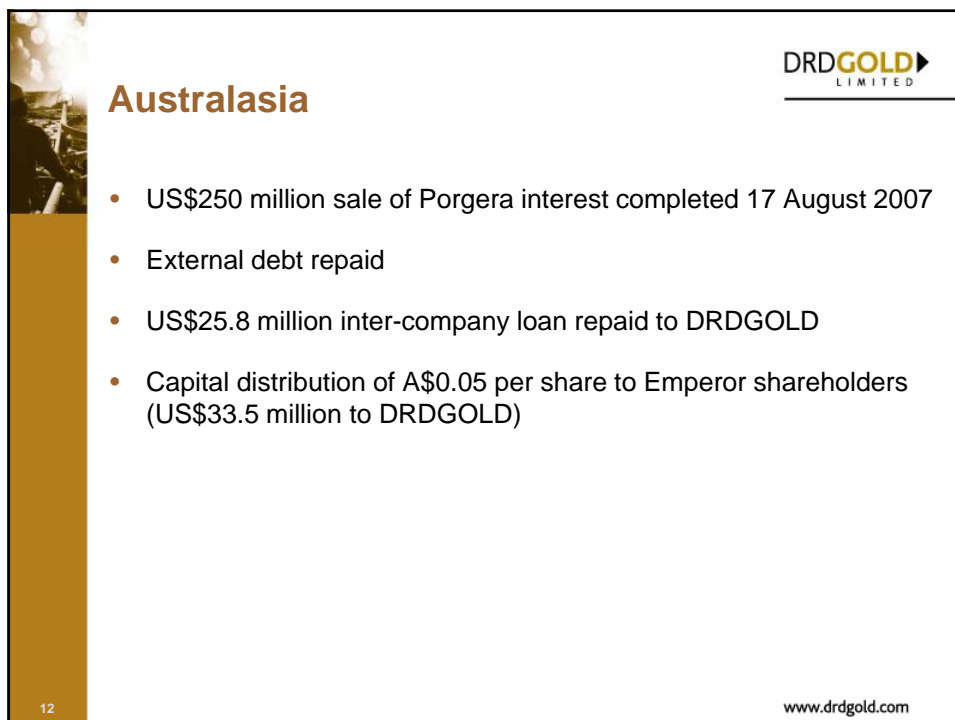 DRDGOLD
LIMITED
Australasia
• US$250 million sale of Porgera interest completed 17 August 2007
• External debt repaid
• US$25.8 million inter-company loan repaid to DRDGOLD
• Capital distribution of A$0.05 per share to Emperor shareholders
(US$33.5 million to DRDGOLD)
12
www.drdgold.com